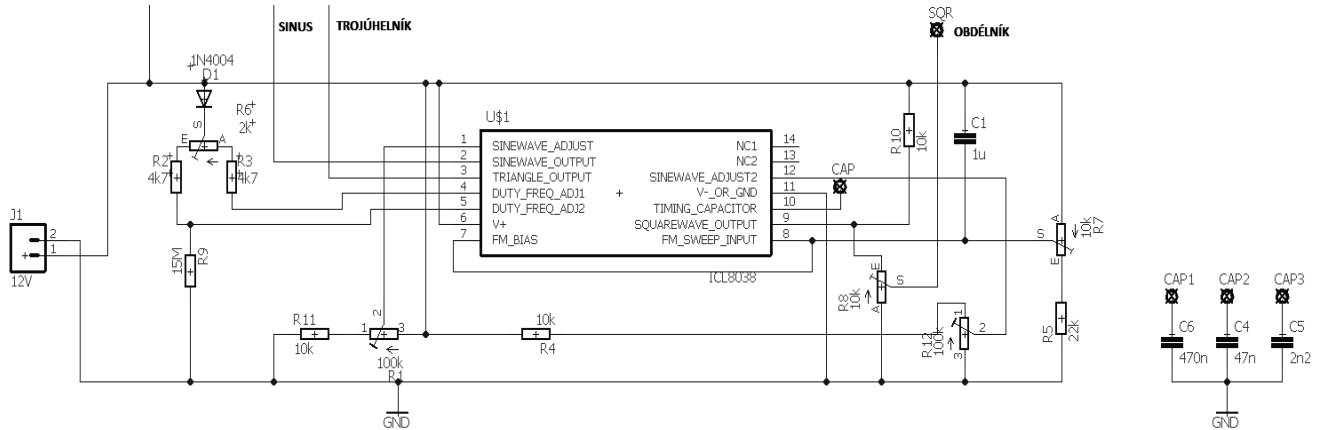 SINUS
TROJÚHELNÍK
SQR
OBDÉLNÍK
1N4004
D1
S
E
A
R6
2k
R2
4k7
R3
4k7
J1
2
1
12V
15M
R9
U$1
1 SINEWAVE_ADJUST
2 SINEWAVE_OUTPUT
3 TRIANGLE_OUTPUT
4 DUTY_FREQ_ADJ1
5 DUTY_FREQ_ADJ2
6 V+
7 FM_BIAS
NC1 14
NC2 13
SINEWAVE_ADJUST2 12
V-_OR_GND 11
TIMING_CAPACITOR 10
SQUAREWAVE_OUTPUT 9
FM_SWEEP_INPUT 8
ICL8038
CAP
R10
10k
C1
1u
A
S
E
10k
R7
E
S
A
R8
10k
R11
10k
1
2
3
100k
R1
10k
R4
R12
100k
1
2
3
R5
22k
GND
CAP1
CAP2
CAP3
C6
470n
C4
47n
C5
2n2
GND